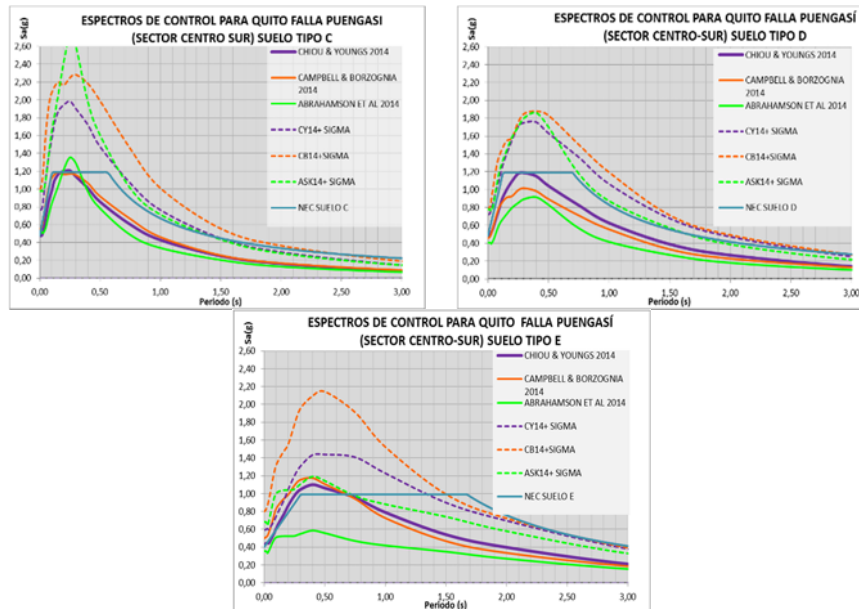 ESPECTROS DE CONTROL PARA QUITO FALLA PUENGASI
(SECTOR CENTRO SUR) SUELO TIPO C
Sa(g)
2,60
2,40
2,20
2,00
1,80
1,60
1,40
1,20
1,00
0,80
0,60
0,40
0,20
0,00
CHIOU & YOUNGS 2014
CAMPBELL & BORZOGNIA
2014
ABRAHAMSON ET AL 2014
CY14+ SIGMA
CB14+SIGMA
ASK14+ SIGMA
NEC SUELO C
0,00 0,50 1,00 1,50 2,00 2,50 3,00
Período (s)
ESPECTROS DE CONTROL PARA QUITO FALLA PUENGASÍ
(SECTOR CENTRO-SUR) SUELO TIPO D
Sa(g)
2,60
2,40
2,20
2,00
1,80
1,60
1,40
1,20
1,00
0,80
0,60
0,40
0,20
0,00
CHIOU & YOUNGS 2014
CAMPBELL & BORZOGNIA
2014
ABRAHAMSON ET AL 2014
CY14+ SIGMA
CB14+SIGMA
ASK14+ SIGMA
NEC SUELO D
0,00 0,50 1,00 1,50 2,00 2,50 3,00
Período (s)
ESPECTROS DE CONTROL PARA QUITO FALLA PUENGASÍ
(SECTOR CENTRO-SUR) SUELO TIPO E
Sa(g)
2,60
2,40
2,20
2,00
1,80
1,60
1,40
1,20
1,00
0,80
0,60
0,40
0,20
0,00
CHIOU & YOUNGS 2014
CAMPBELL & BORZOGNIA
2014
ABRAHAMSON ET AL 2014
CY14+ SIGMA
CB14+SIGMA
ASK14+ SIGMA
NEC SUELO E
0,00 0,50 1,00 1,50 2,00 2,50 3,00
Período (s)